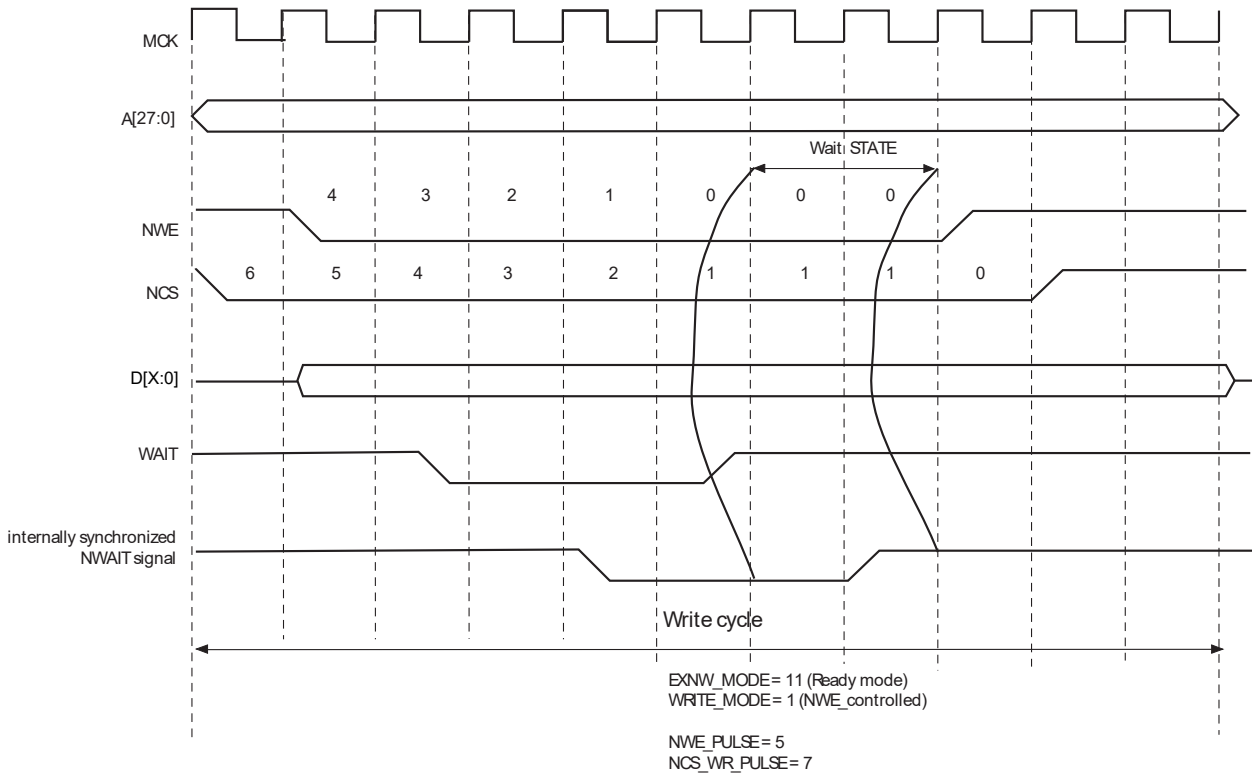 MCK
A[27:0]
Wait STATE
4 3 2 1 0 0 0
NWE
6 5 4 3 2 1 1 1 0
NCS
D[X:0]
WAIT
internally synchronized
NWAIT signal
Write cycle
EXNW_MODE = 11 (Ready mode)
WRITE_MODE = 1 (NWE_controlled)
NWE_PULSE = 5
NCS_WR_PULSE = 7